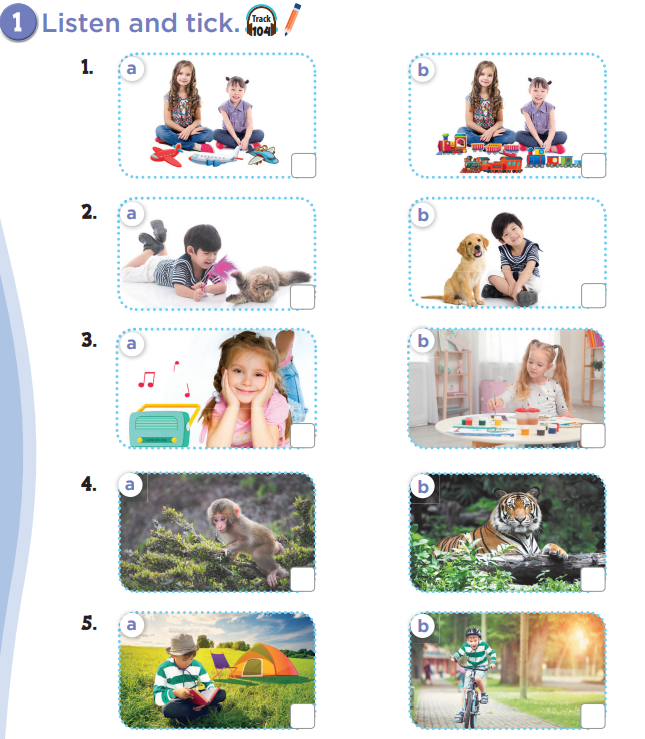 1 Listen and tick. Track 104
1. a b
2. a b
3. a b
4. a b
5. a b